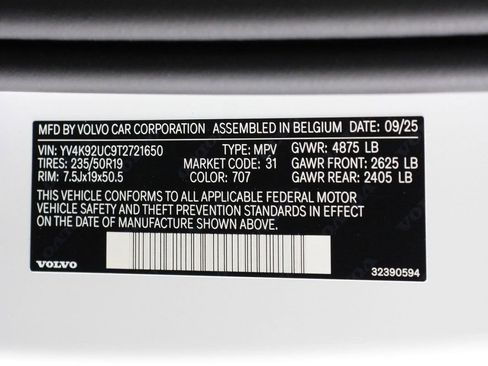 MFD BY VOLVO CAR CORPORATION ASSEMBLED IN BELGIUM DATE: 09/25
VIN: YV4K92UC9T2721650 TYPE: MPV GVWR: 4875 LB
TIRES: 235/50R19 MARKET CODE: 31 GAWR FRONT: 2625 LB
RIM: 7.5Jx19x50.5 COLOR: 707 GAWR REAR: 2405 LB
THIS VEHICLE CONFORMS TO ALL APPLICABLE FEDERAL MOTOR
VEHICLE SAFETY AND THEFT PREVENTION STANDARDS IN EFFECT
ON THE DATE OF MANUFACTURE SHOWN ABOVE.
VOLVO 32390594